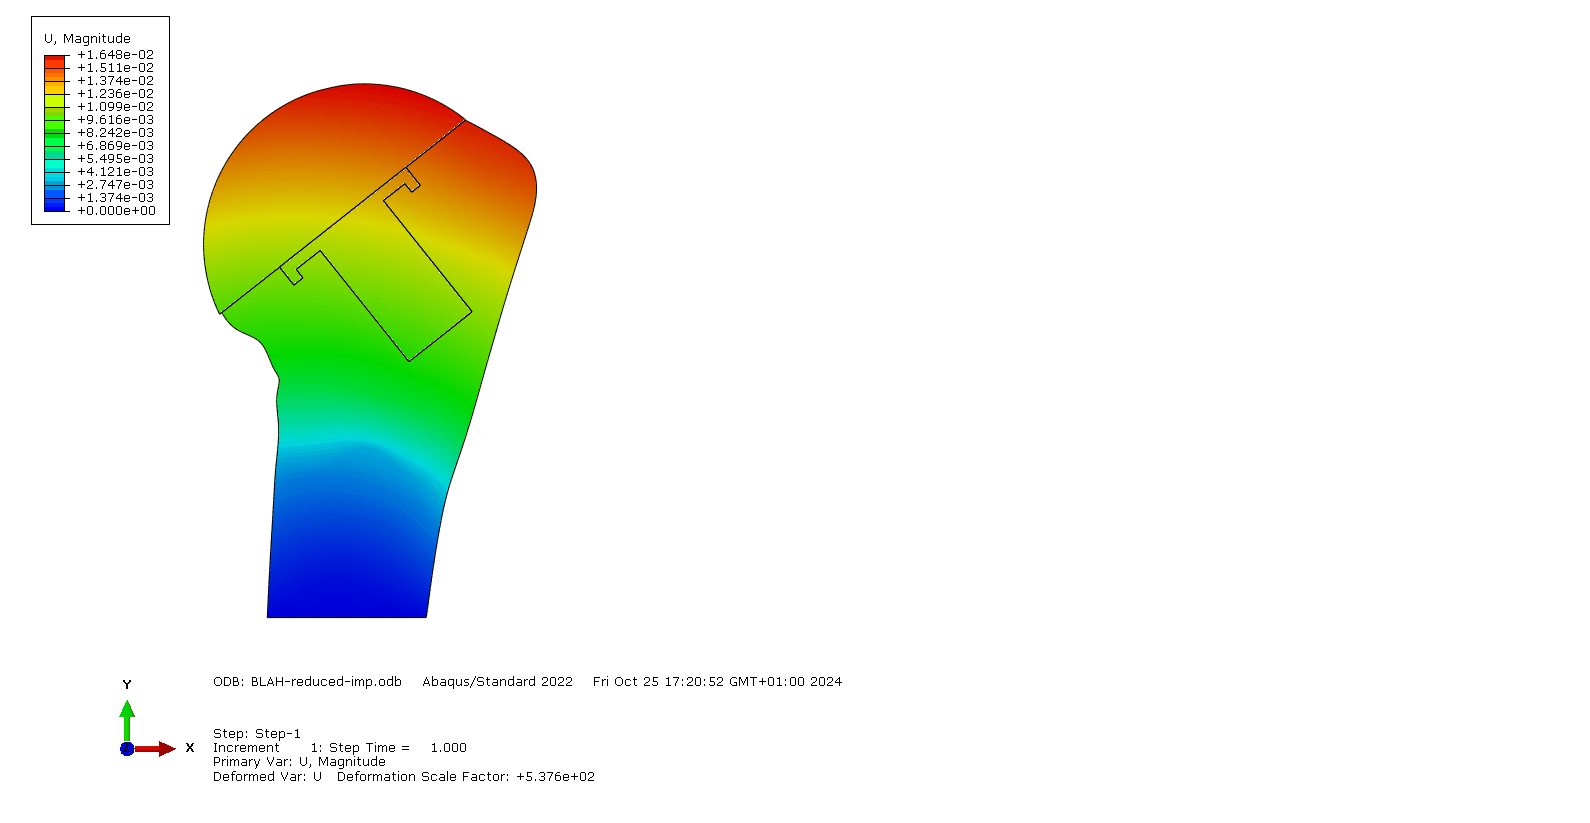 U, Magnitude
+1.648e-02
+1.511e-02
+1.374e-02
+1.236e-02
+1.099e-02
+9.616e-03
+8.242e-03
+6.869e-03
+5.495e-03
+4.121e-03
+2.747e-03
+1.374e-03
+0.000e+00
Y
X
ODB: BLAH-reduced-imp.odb Abaqus/Standard 2022 Fri Oct 25 17:20:52 GMT+01:00 2024
Step: Step-1
Increment 1: Step Time = 1.000
Primary Var: U, Magnitude
Deformed Var: U Deformation Scale Factor: +5.376e+02